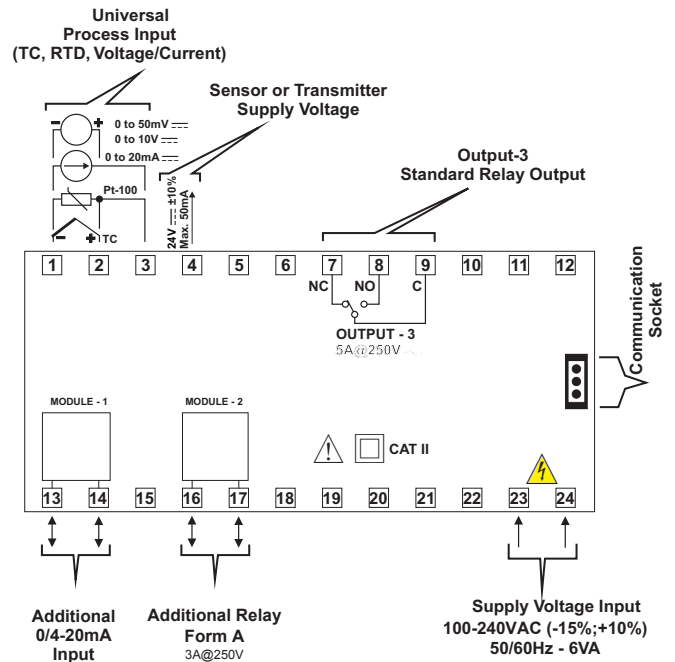 Universal
Process Input
(TC, RTD, Voltage/Current)
Sensor or Transmitter
Supply Voltage
Output-3
Standard Relay Output
- + 0 to 50mV
0 to 10V
0 to 20mA
Pt-100
- + TC
24V ±10%
Max. 50mA
1 2 3 4 5 6 7 8 9 10 11 12
NC NO C
OUTPUT - 3
5A@250V
Communication
Socket
MODULE - 1
MODULE - 2
CAT II
13 14 15 16 17 18 19 20 21 22 23 24
Additional
0/4-20mA
Input
Additional Relay
Form A
3A@250V
Supply Voltage Input
100-240VAC (-15%;+10%)
50/60Hz - 6VA